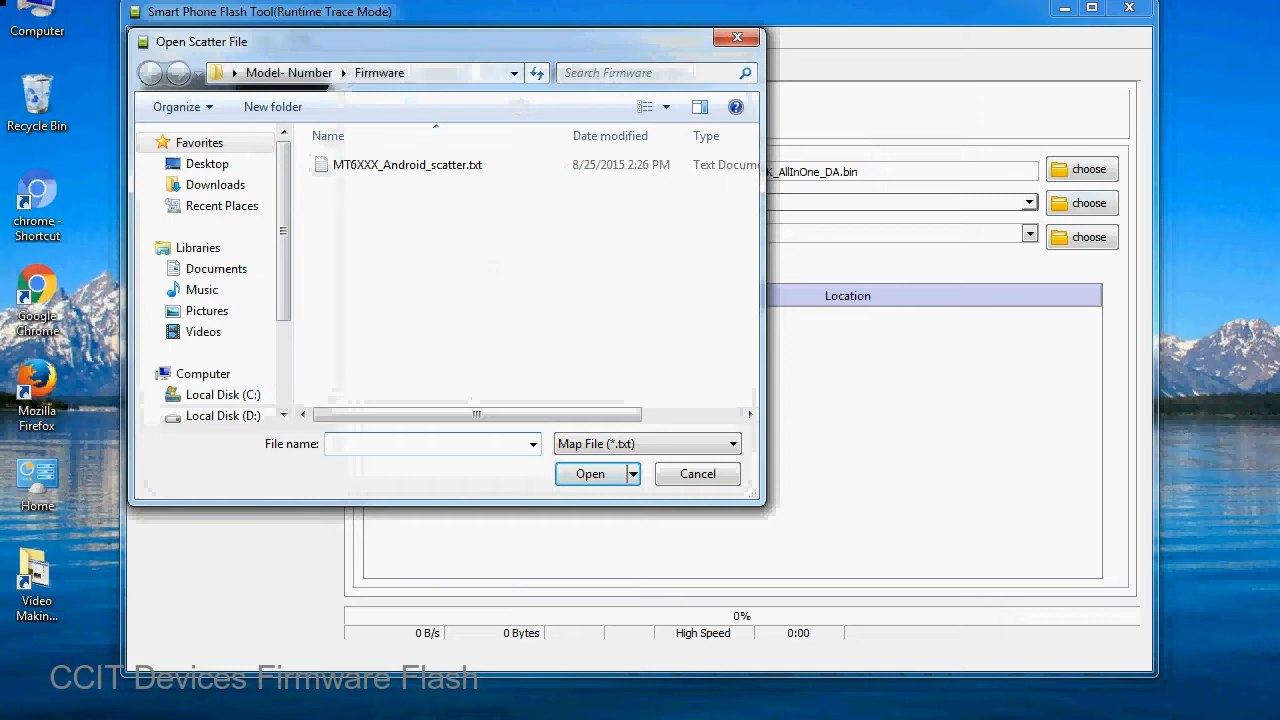 Smart Phone Flash Tool(Runtime Trace Mode)
Open Scatter File
Model- Number Firmware
Search Firmware
Organize New folder
Name Date modified Type
MT6XXX_Android_scatter.txt 8/25/2015 2:26 PM Text Docum
Favorites
Desktop
Downloads
Recent Places
Libraries
Documents
Music
Pictures
Videos
Computer
Local Disk (C:)
Local Disk (D:)
File name:
Map File (*.txt)
Open Cancel
K_AllInOne_DA.bin
choose
choose
choose
Location
0%
0 B/s 0 Bytes High Speed 0:00
Computer
Recycle Bin
chrome -
Shortcut
Google
Chrome
Mozilla
Firefox
Home
Video
Makin...
CCIT Devices Firmware Flash